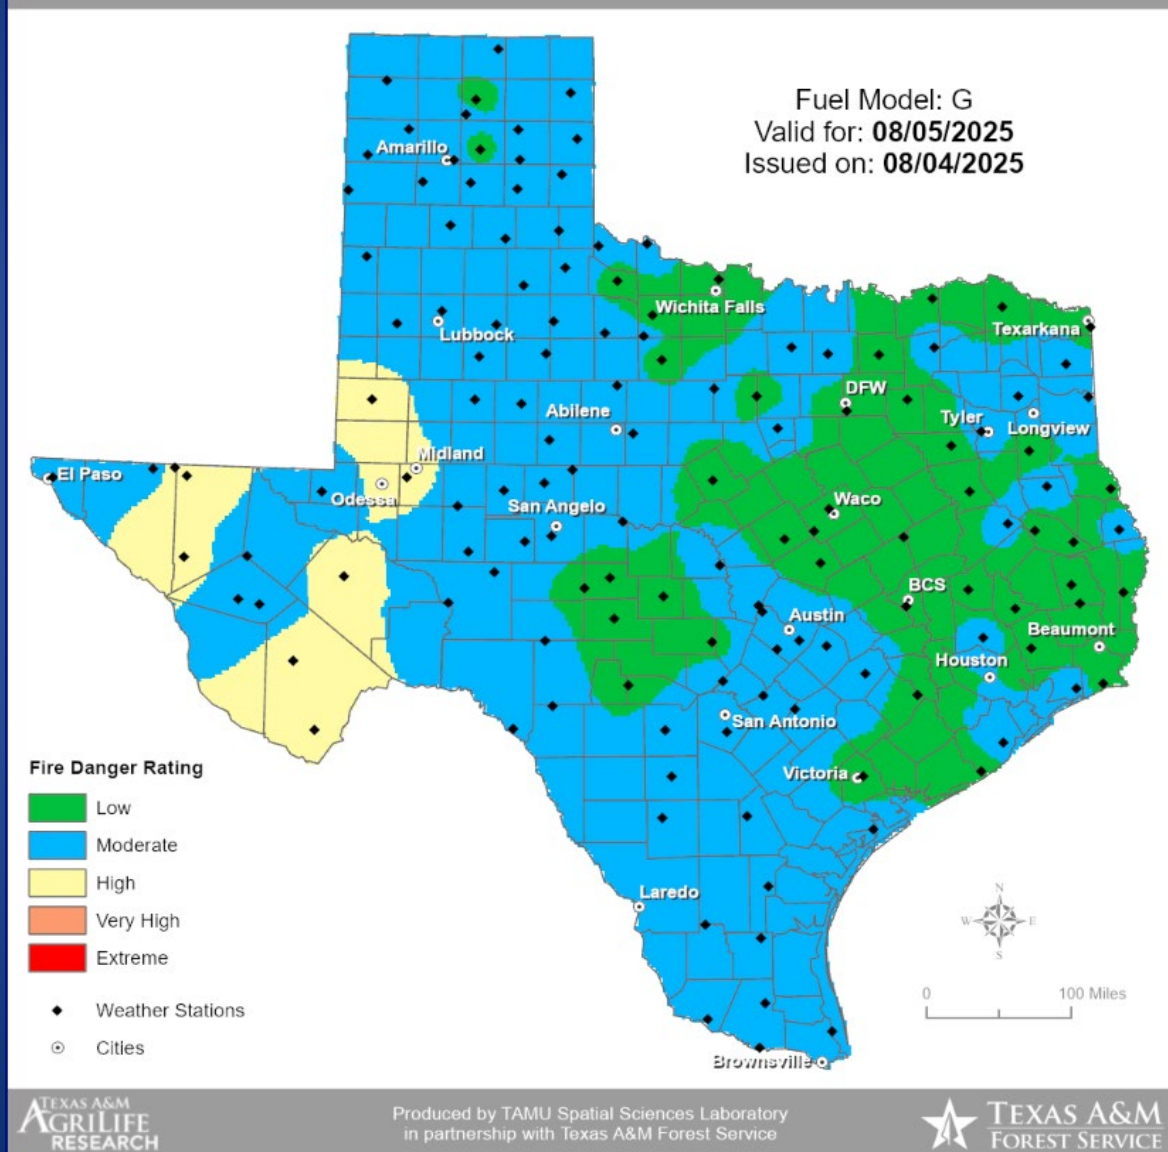 Fuel Model: G
Valid for: 08/05/2025
Issued on: 08/04/2025
Amarillo
Wichita Falls
Texarkana
Lubbock
DFW
Abilene
Tyler
Longview
Midland
El Paso
Odessa
San Angelo
Waco
BCS
Austin
Beaumont
Houston
San Antonio
Victoria
Laredo
Brownsville
Fire Danger Rating
Low
Moderate
High
Very High
Extreme
Weather Stations
Cities
N
W E
S
0 100 Miles
TEXAS A&M
AGRILIFE
RESEARCH
Produced by TAMU Spatial Sciences Laboratory
in partnership with Texas A&M Forest Service
TEXAS A&M
FOREST SERVICE